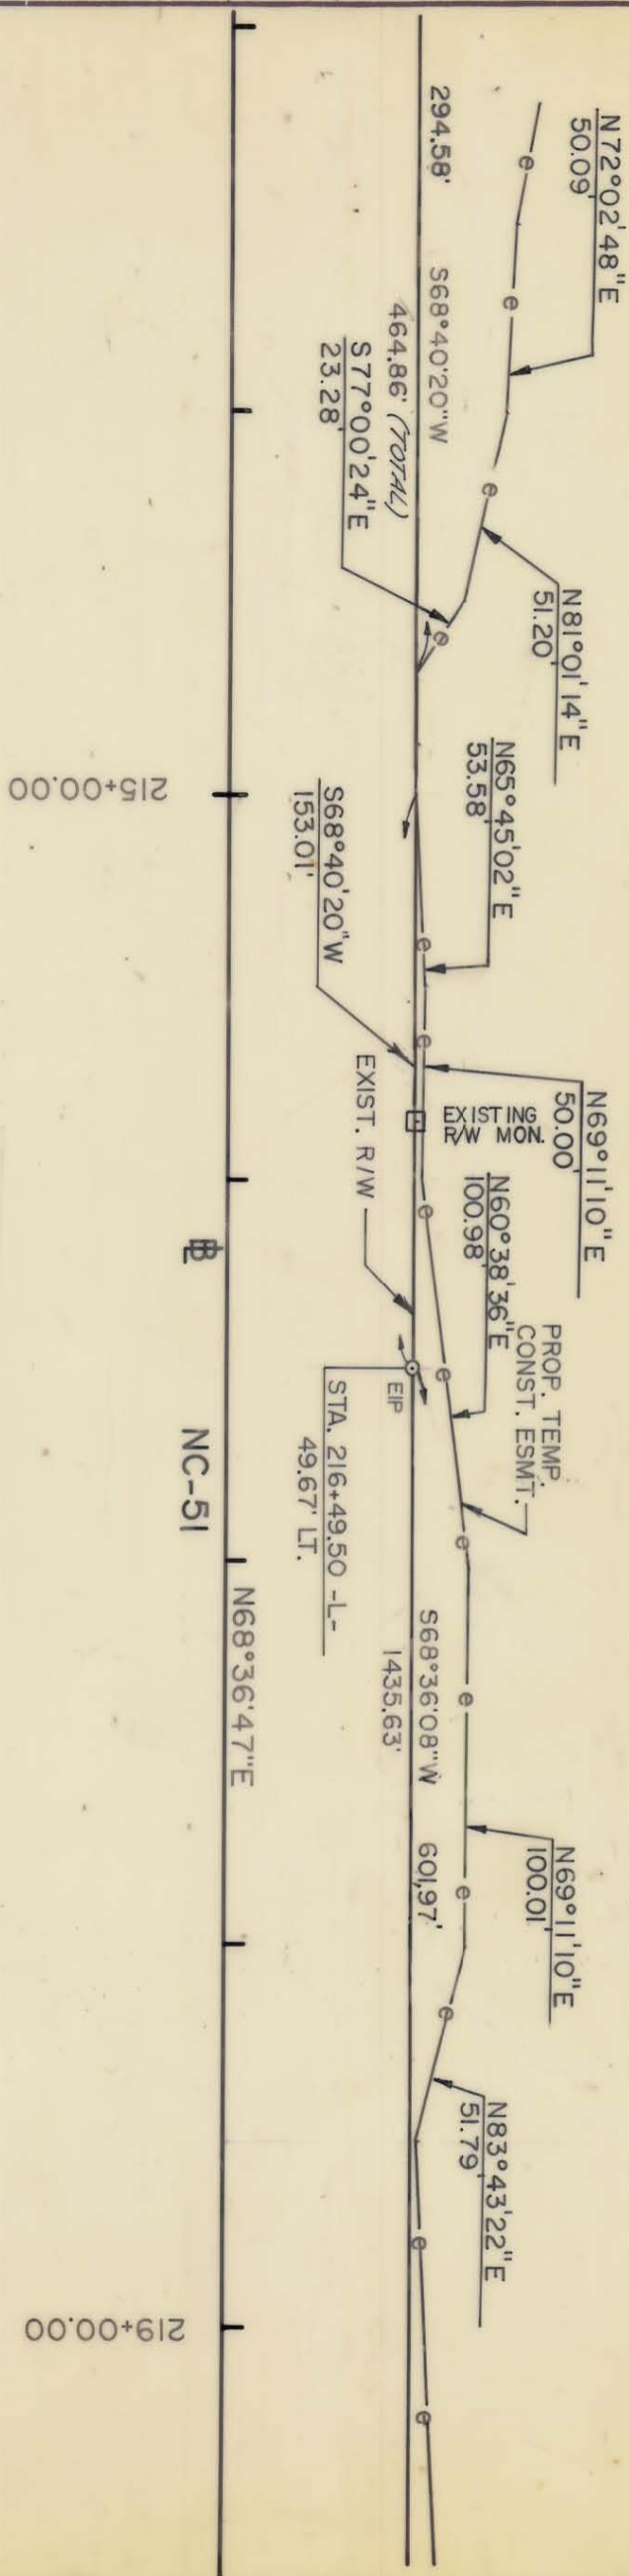 N72°02'48"E
50.09'
294.58'
S68°40'20"W
464.86' (TOTAL)
S77°00'24"E
23.28'
N81°01'14"E
51.20'
N65°45'02"E
53.58'
215+00.00
S68°40'20"W
153.01'
N69°11'10"E
50.00'
EXISTING
R/W MON.
EXIST. R/W
N60°38'36"E
100.98'
PROP. TEMP.
CONST. ESMT.
EIP
STA. 216+49.50 -L-
49.67' LT.
NC-51
N68°36'47"E
S68°36'08"W
1435.63'
601.97'
N69°11'10"E
100.01'
N83°43'22"E
51.79'
219+00.00
e
e
e
e
e
e
e
e
e
e
e
e
e
e